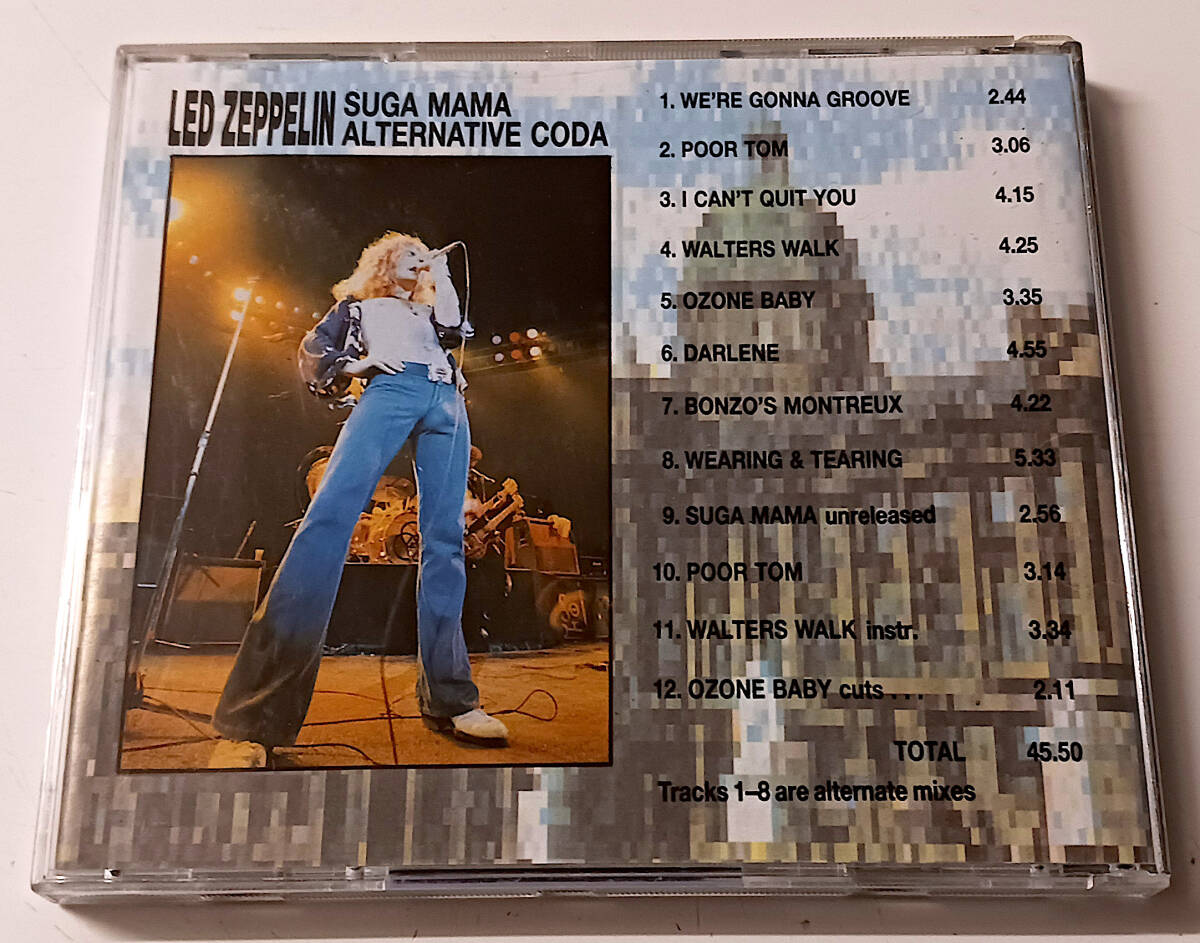 LED ZEPPELIN SUGA MAMA
ALTERNATIVE CODA
1. WE'RE GONNA GROOVE 2.44
2. POOR TOM 3.06
3. I CAN'T QUIT YOU 4.15
4. WALTERS WALK 4.25
5. OZONE BABY 3.35
6. DARLENE 4.55
7. BONZO'S MONTREUX 4.22
8. WEARING & TEARING 5.33
9. SUGA MAMA unreleased 2.56
10. POOR TOM 3.14
11. WALTERS WALK instr. 3.34
12. OZONE BABY cuts . . . 2.11
TOTAL 45.50
Tracks 1–8 are alternate mixes